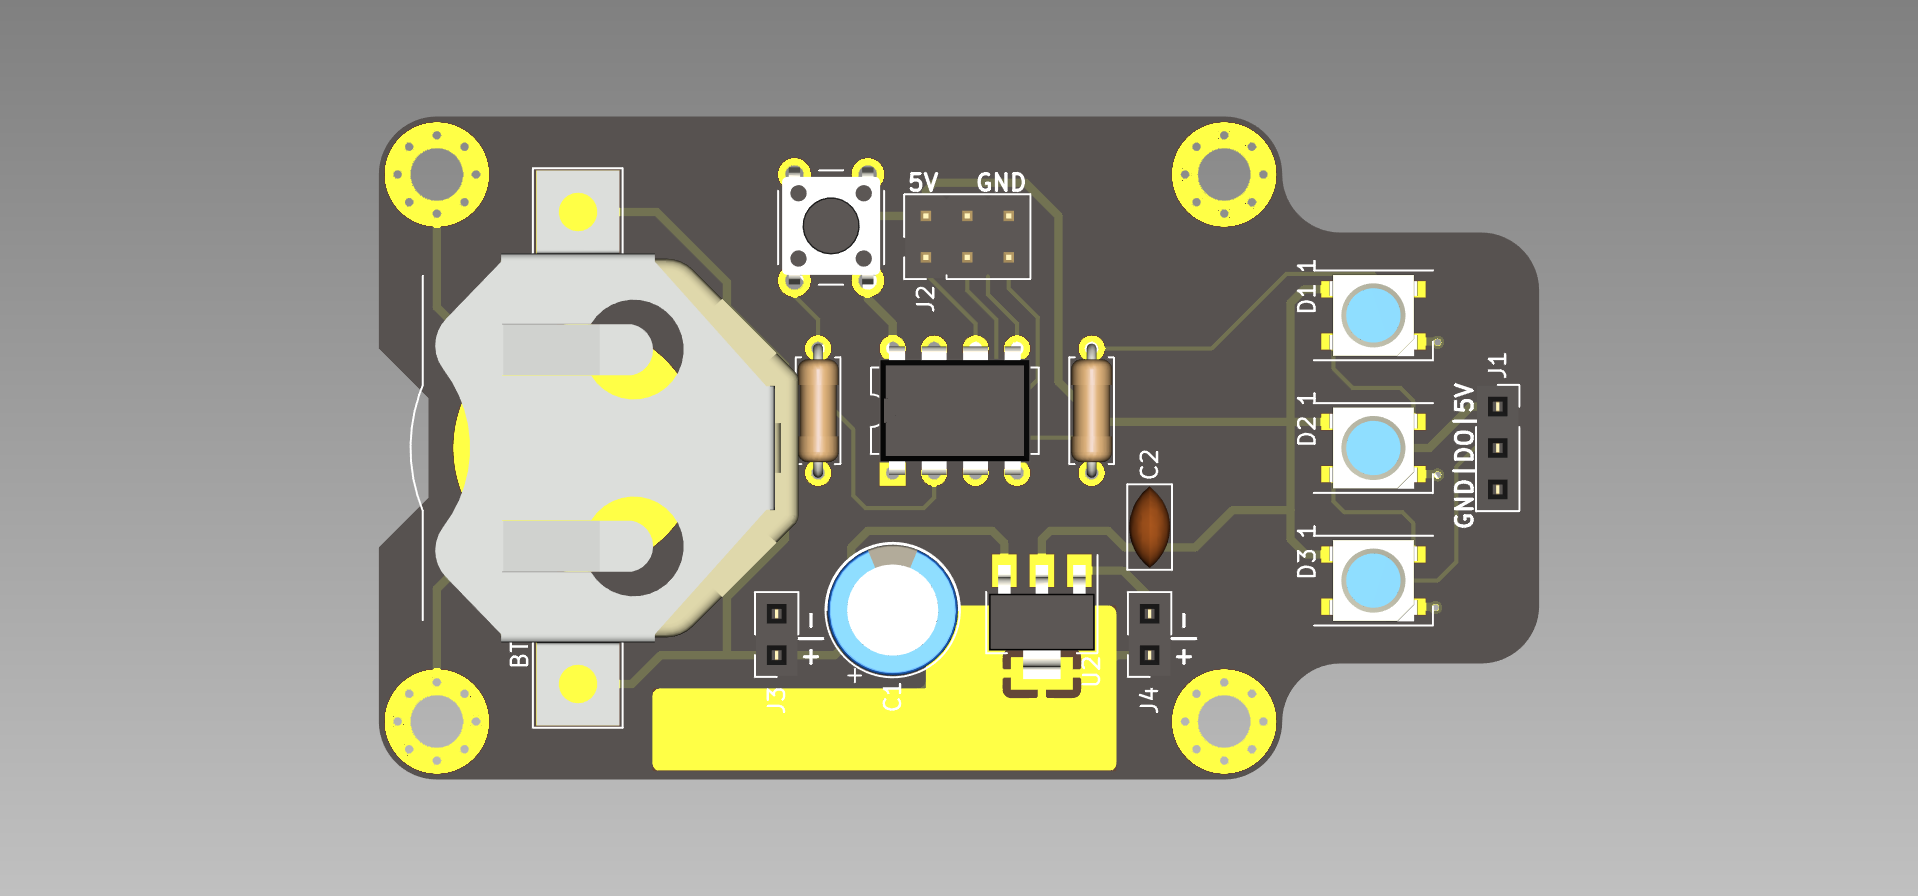 5V GND
J2
D1 1
D2 1
D3 1
J1
GND|DO|5V
C2
BT
J3
-
+
+
C1
U2
J4
-
+